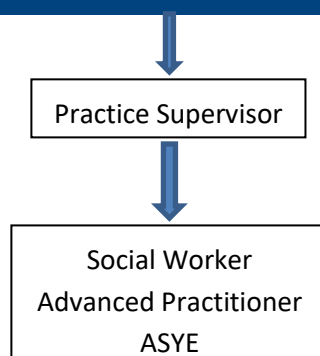 Practice Supervisor
Social Worker
Advanced Practitioner
ASYE